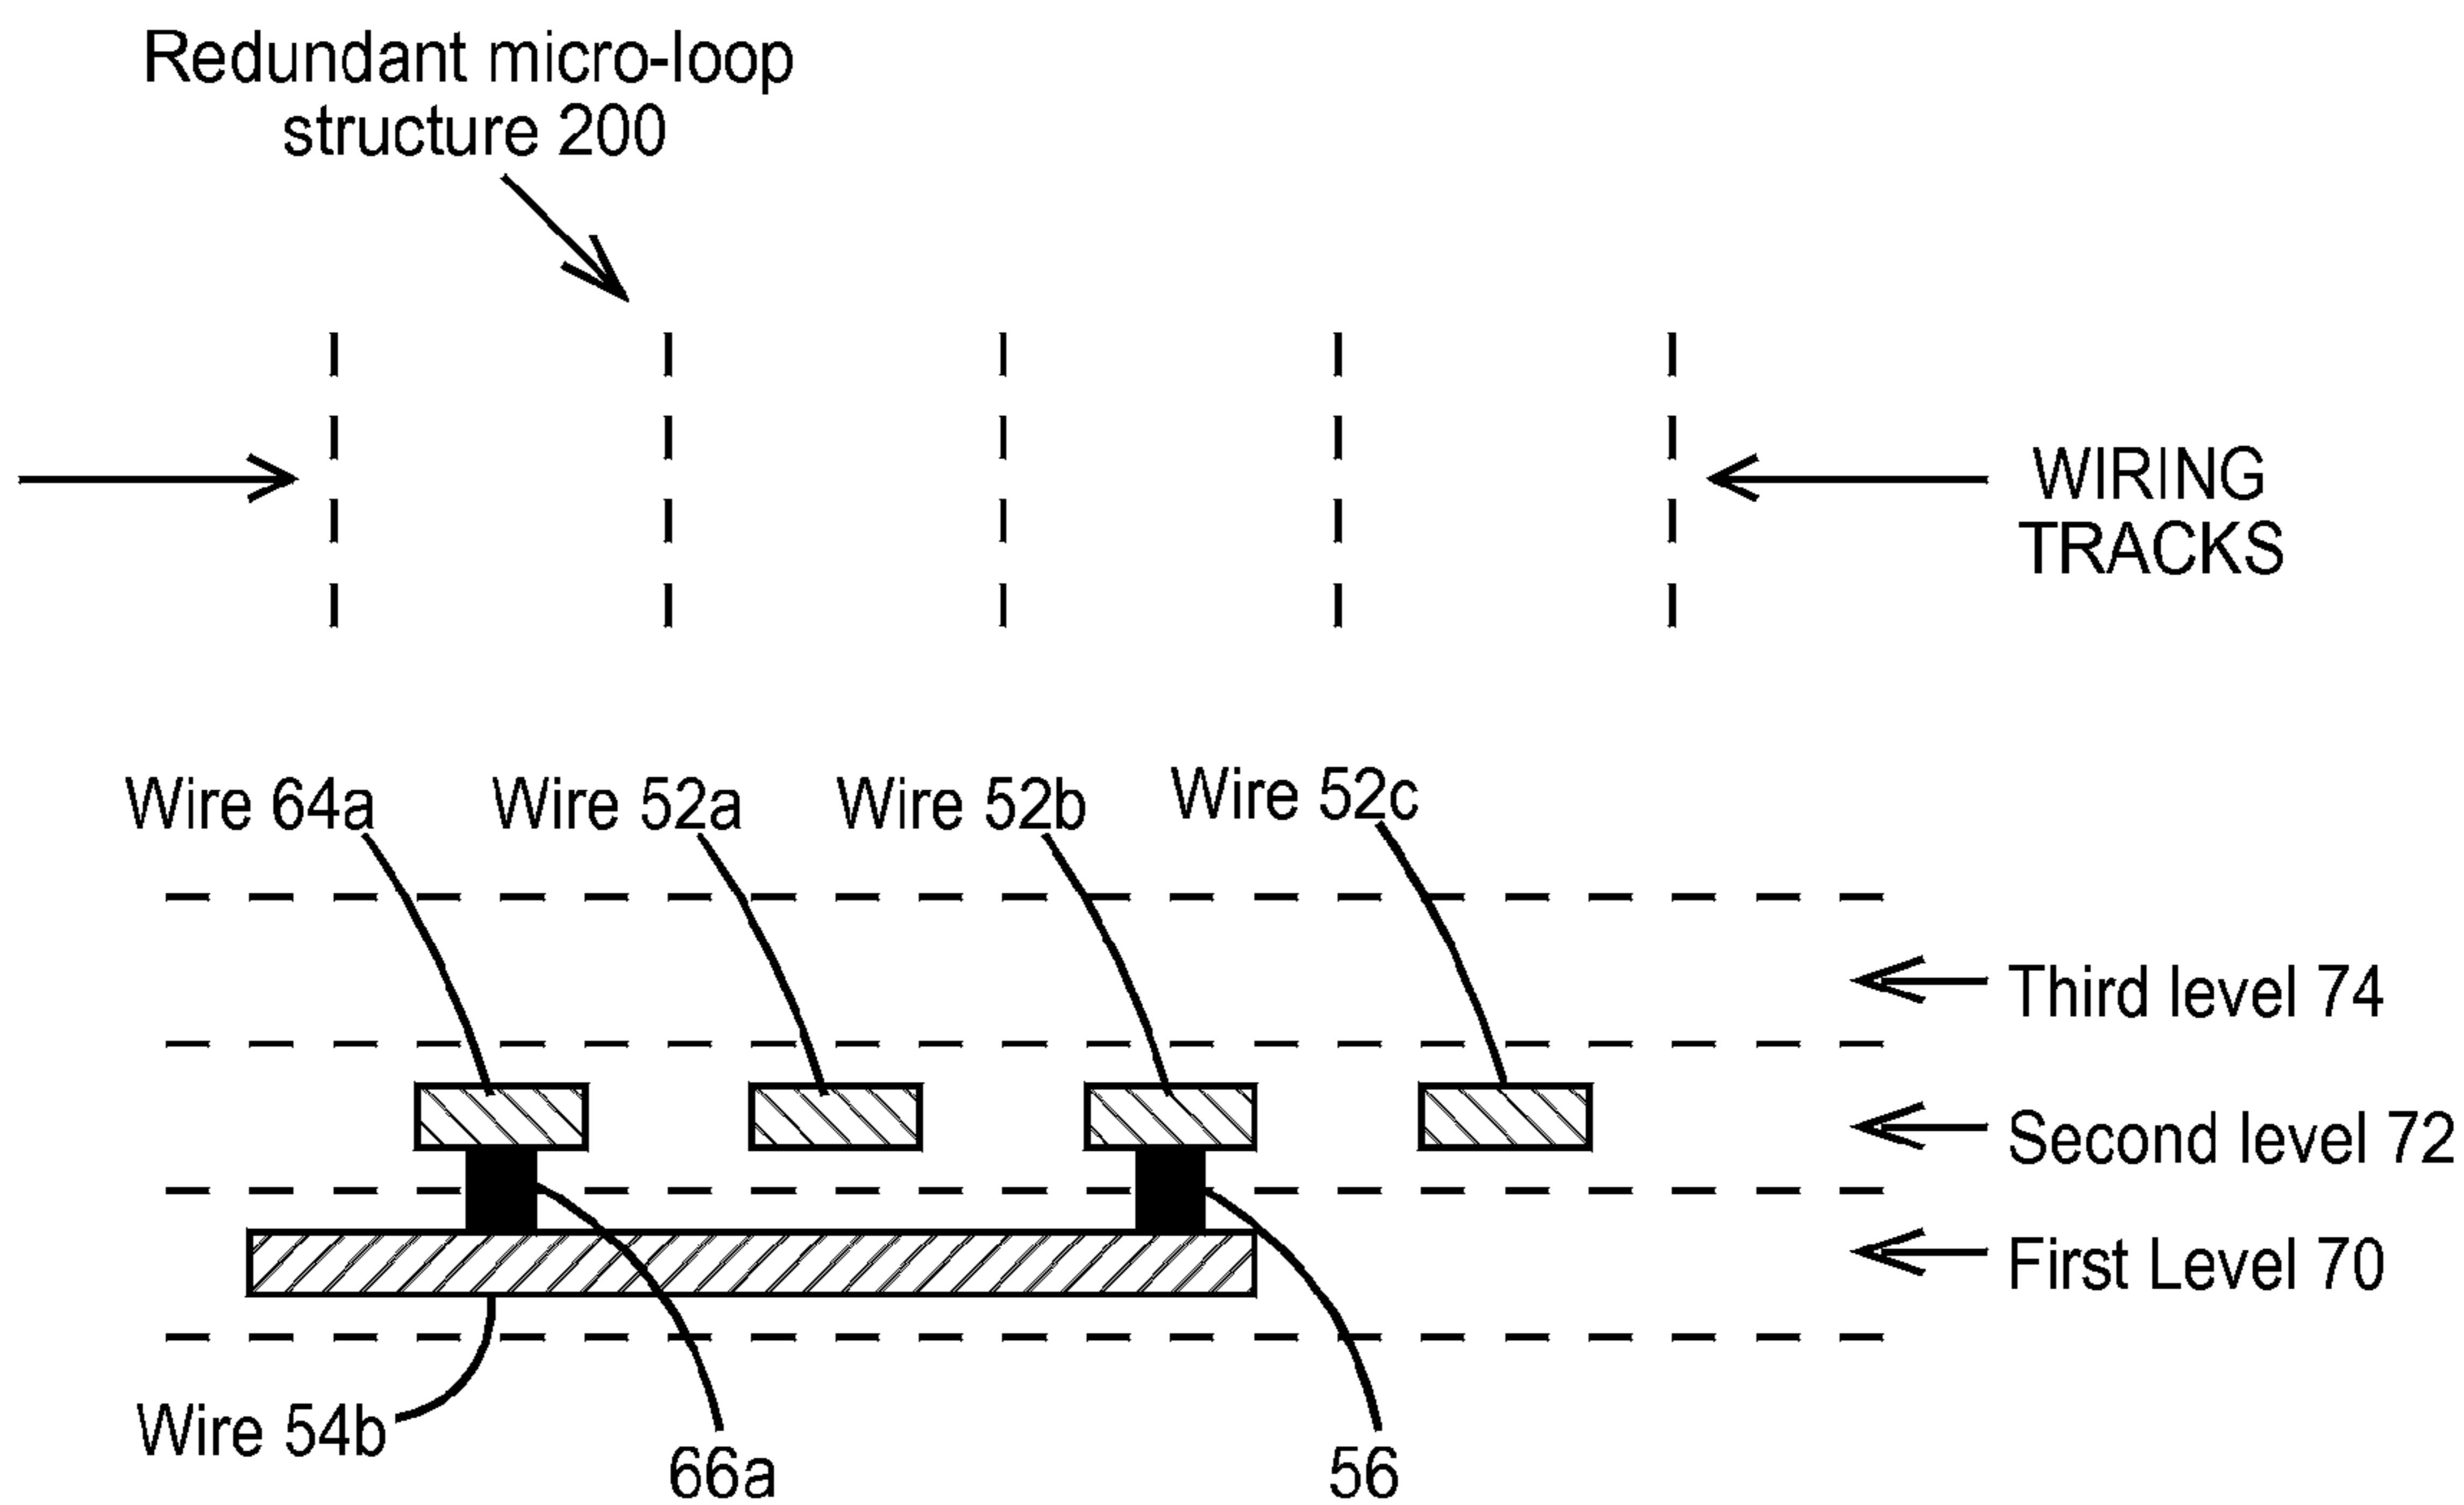 Redundant micro-loop
structure 200
WIRING
TRACKS
Wire 64a
Wire 52a
Wire 52b
Wire 52c
Third level 74
Second level 72
First Level 70
Wire 54b
66a
56